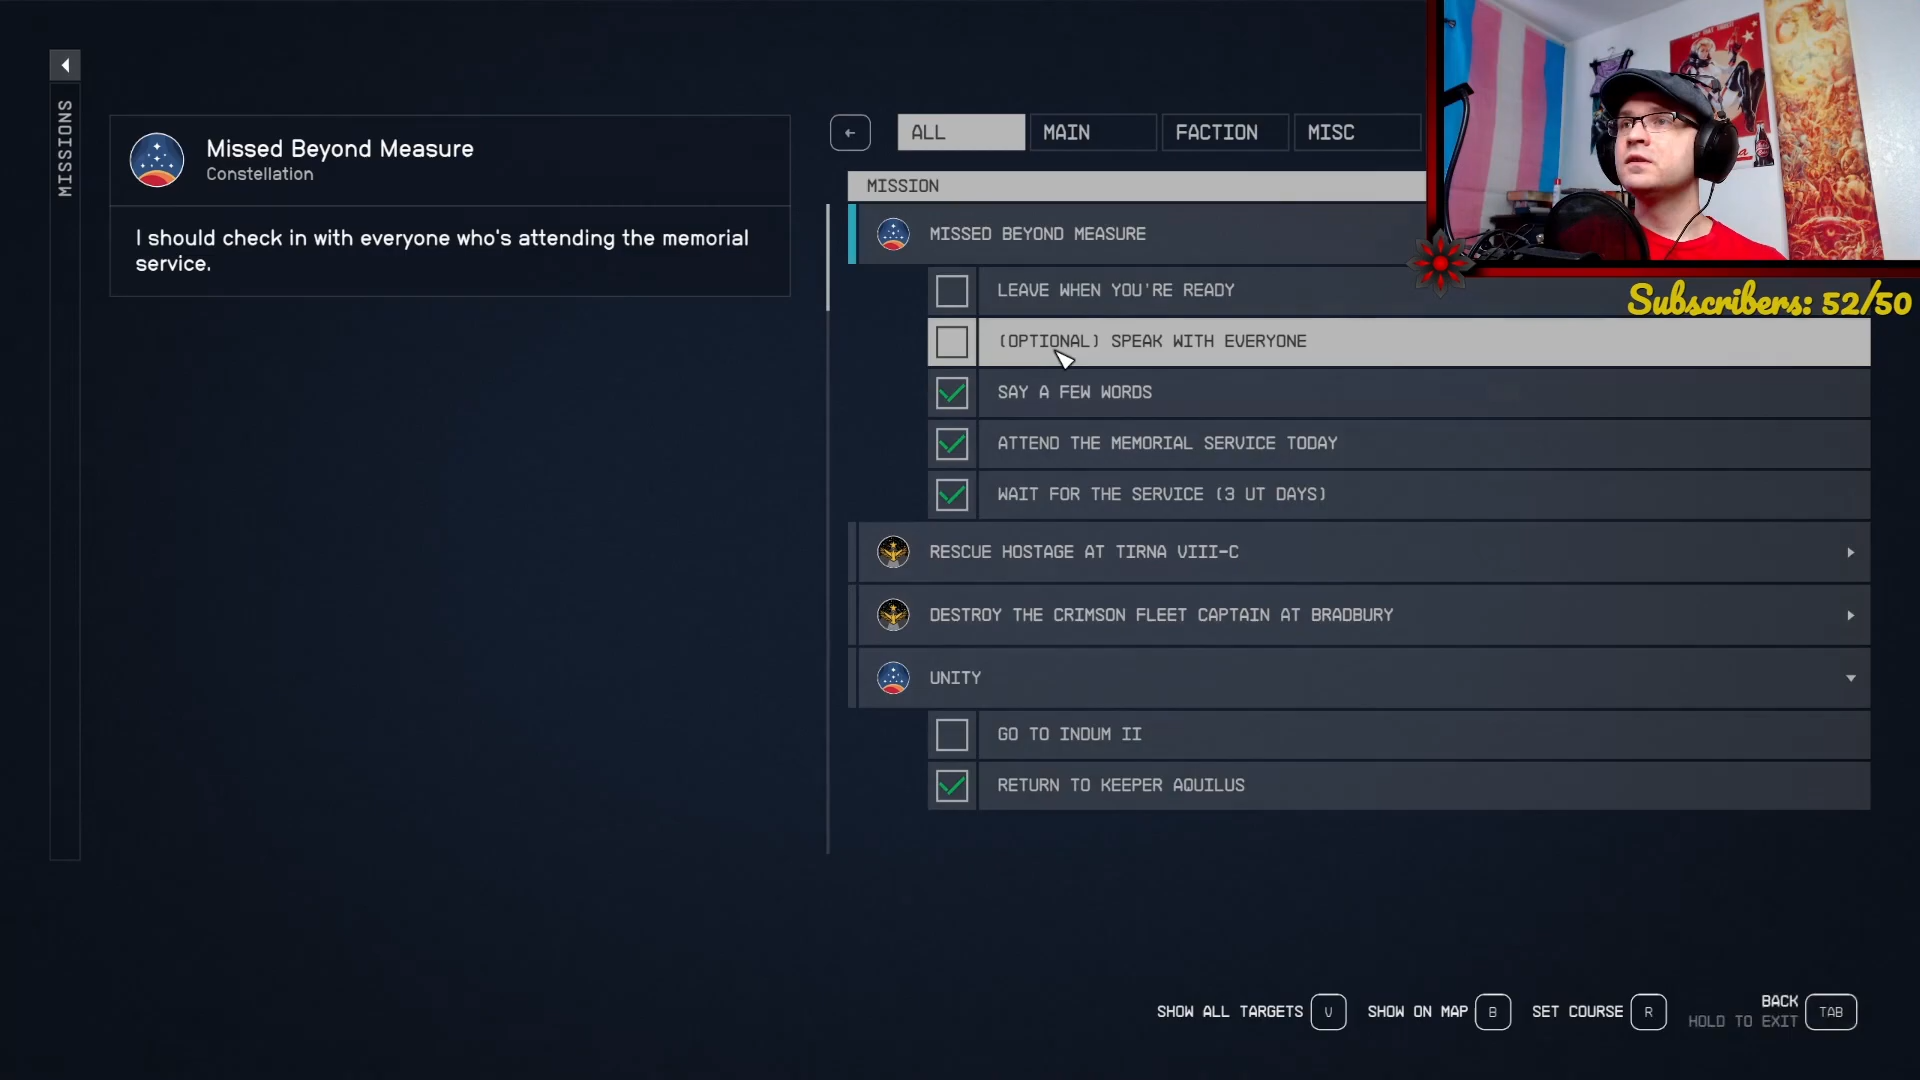 MISSIONS
Missed Beyond Measure
Constellation
I should check in with everyone who's attending the memorial
service.
ALL
MAIN
FACTION
MISC
MISSION
MISSED BEYOND MEASURE
LEAVE WHEN YOU'RE READY
(OPTIONAL) SPEAK WITH EVERYONE
SAY A FEW WORDS
ATTEND THE MEMORIAL SERVICE TODAY
WAIT FOR THE SERVICE (3 UT DAYS)
RESCUE HOSTAGE AT TIRNA VIII-C
DESTROY THE CRIMSON FLEET CAPTAIN AT BRADBURY
UNITY
GO TO INDUM II
RETURN TO KEEPER AQUILUS
Subscribers: 52/50
SHOW ALL TARGETS V
SHOW ON MAP B
SET COURSE R
BACK TAB
HOLD TO EXIT